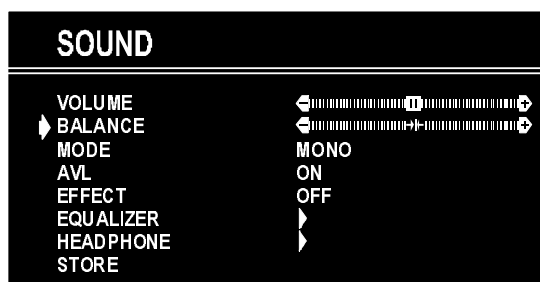 SOUND
VOLUME
BALANCE
MODE MONO
AVL ON
EFFECT OFF
EQUALIZER
HEADPHONE
STORE